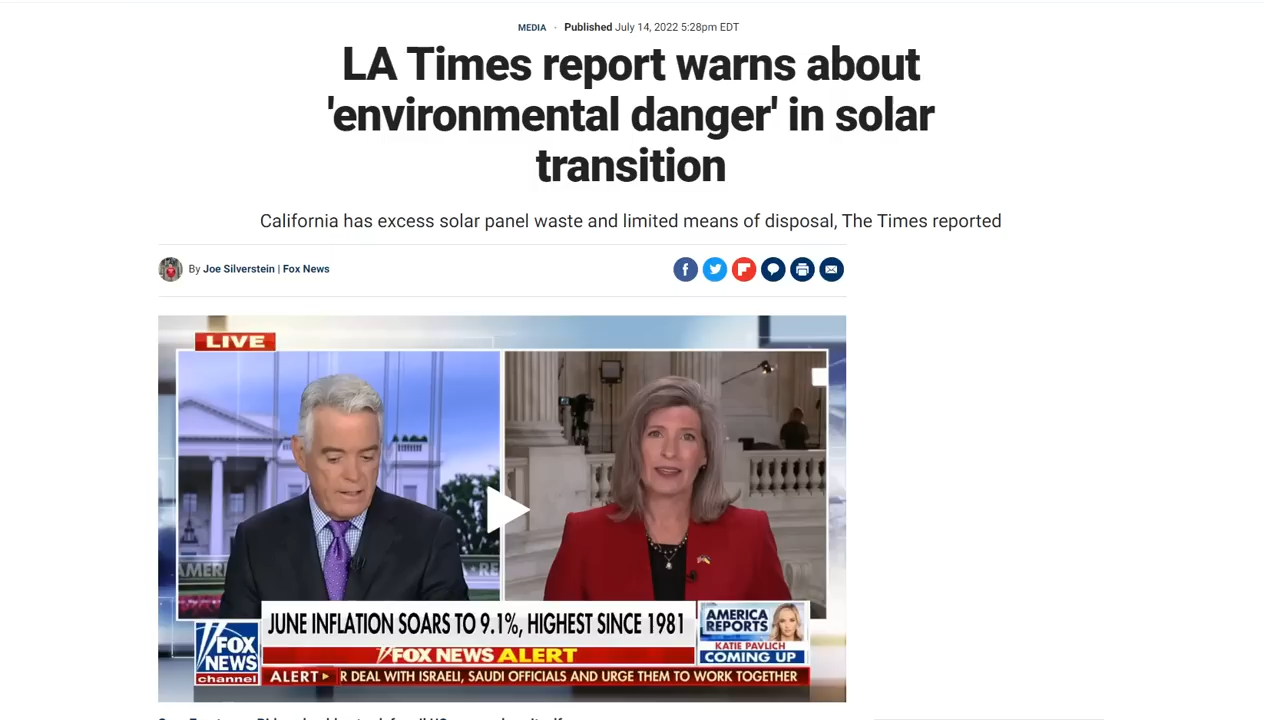 MEDIA · Published July 14, 2022 5:28pm EDT
LA Times report warns about
'environmental danger' in solar
transition
California has excess solar panel waste and limited means of disposal, The Times reported
By Joe Silverstein | Fox News
LIVE
AMERI
RE
JUNE INFLATION SOARS TO 9.1%, HIGHEST SINCE 1981
FOX NEWS ALERT
AMERICA
REPORTS
KATIE PAVLICH
COMING UP
FOX
NEWS
channel
ALERT
R DEAL WITH ISRAELI, SAUDI OFFICIALS AND URGE THEM TO WORK TOGETHER